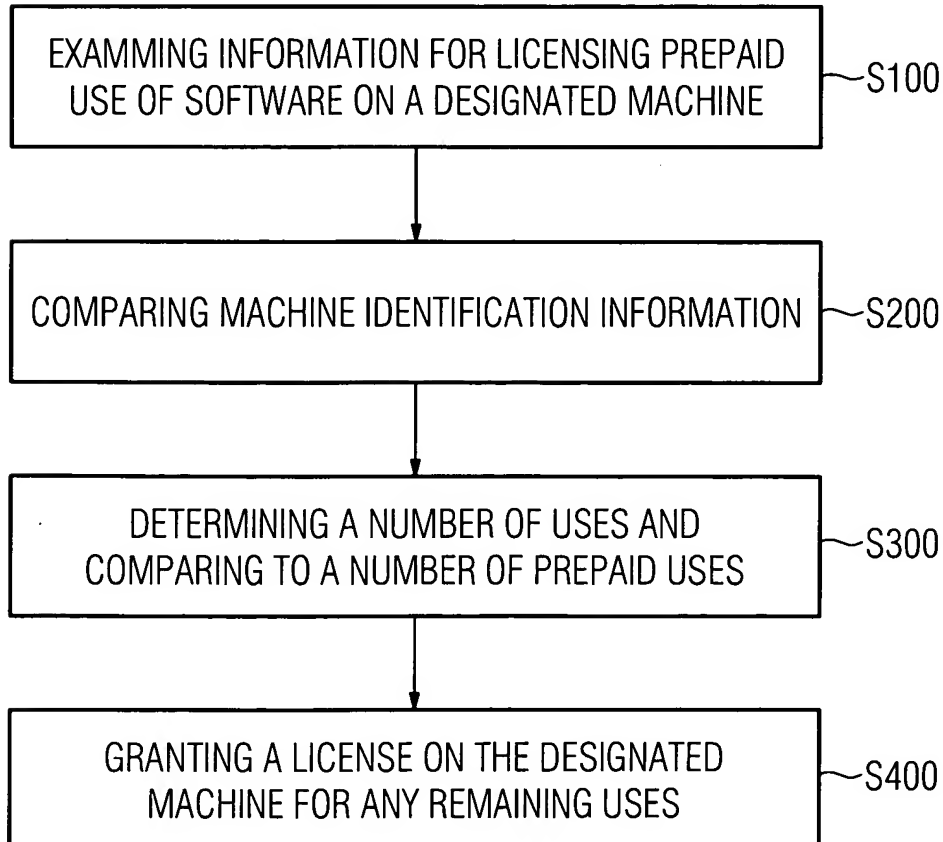 EXAMMING INFORMATION FOR LICENSING PREPAID
USE OF SOFTWARE ON A DESIGNATED MACHINE
S100
COMPARING MACHINE IDENTIFICATION INFORMATION
S200
DETERMINING A NUMBER OF USES AND
COMPARING TO A NUMBER OF PREPAID USES
S300
GRANTING A LICENSE ON THE DESIGNATED
MACHINE FOR ANY REMAINING USES
S400